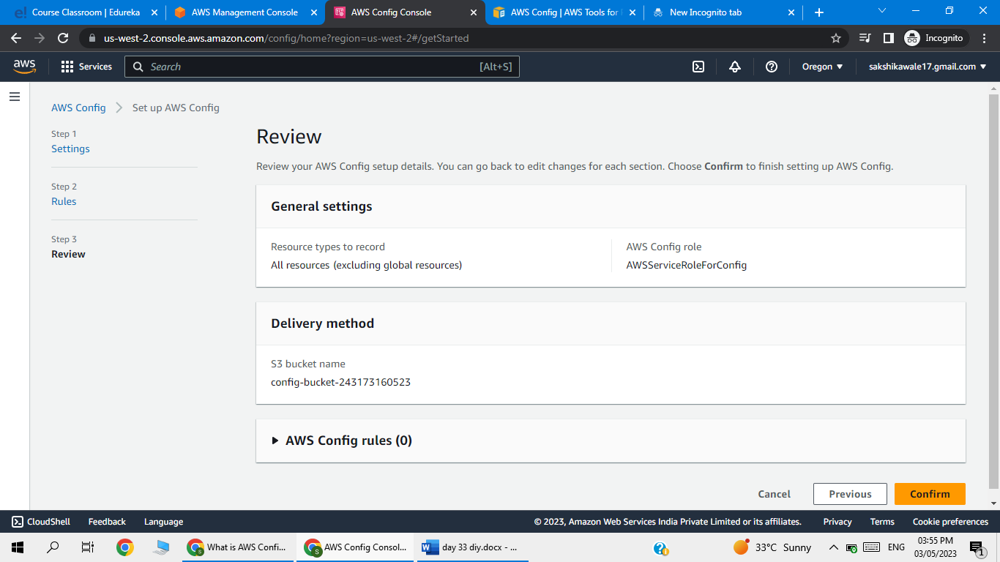 Course Classroom | Edureka
AWS Management Console
AWS Config Console
AWS Config | AWS Tools for
New Incognito tab
us-west-2.console.aws.amazon.com/config/home?region=us-west-2#/getStarted
Incognito
aws
Services
Search
[Alt+S]
Oregon
sakshikawale17.gmail.com
AWS Config
Set up AWS Config
Step 1
Settings
Step 2
Rules
Step 3
Review
Review
Review your AWS Config setup details. You can go back to edit changes for each section. Choose Confirm to finish setting up AWS Config.
General settings
Resource types to record
All resources (excluding global resources)
AWS Config role
AWSServiceRoleForConfig
Delivery method
S3 bucket name
config-bucket-243173160523
AWS Config rules (0)
Cancel
Previous
Confirm
CloudShell
Feedback
Language
© 2023, Amazon Web Services India Private Limited or its affiliates.
Privacy
Terms
Cookie preferences
What is AWS Confi...
AWS Config Consol...
day 33 diy.docx - ...
33°C Sunny
ENG
03:55 PM
03/05/2023
1